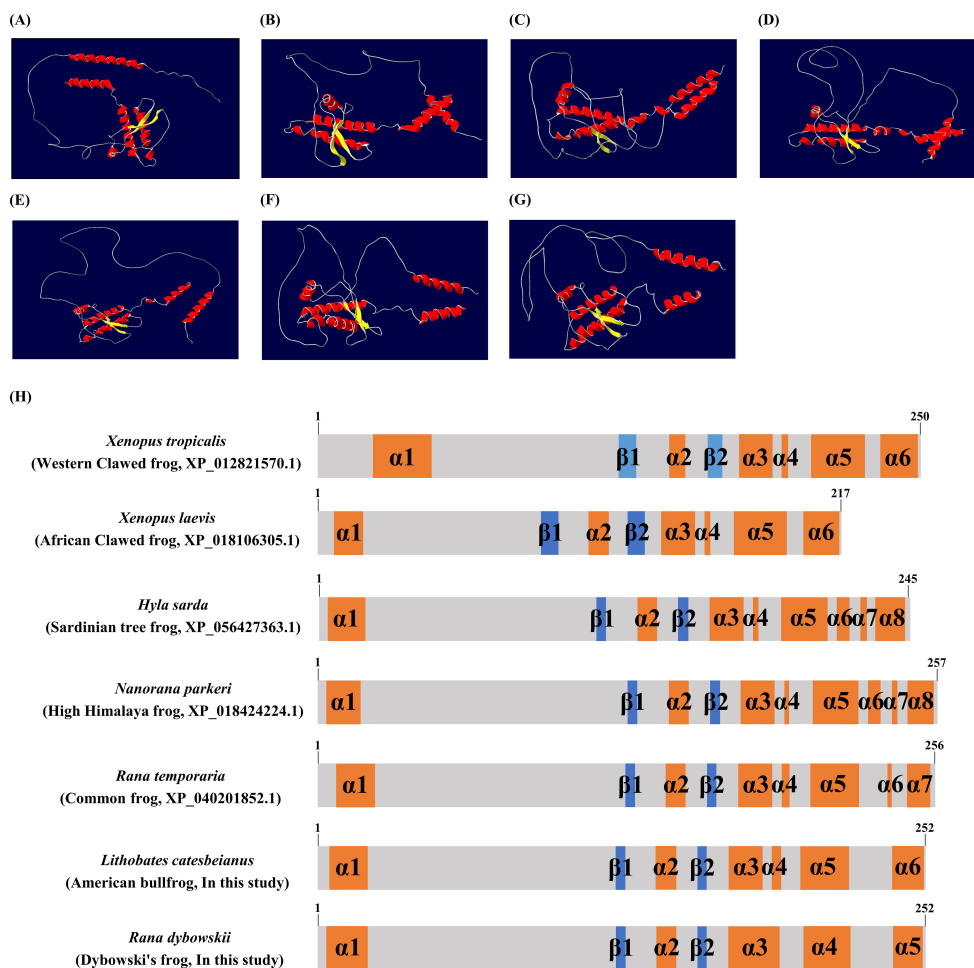 (A)
(B)
(C)
(D)
(E)
(F)
(G)
(H)
1 250
Xenopus tropicalis
(Western Clawed frog, XP_012821570.1)
α1 β1 α2 β2 α3 α4 α5 α6
1 217
Xenopus laevis
(African Clawed frog, XP_018106305.1)
α1 β1 α2 β2 α3 α4 α5 α6
1 245
Hyla sarda
(Sardinian tree frog, XP_056427363.1)
α1 β1 α2 β2 α3 α4 α5 α6 α7 α8
1 257
Nanorana parkeri
(High Himalaya frog, XP_018424224.1)
α1 β1 α2 β2 α3 α4 α5 α6 α7 α8
1 256
Rana temporaria
(Common frog, XP_040201852.1)
α1 β1 α2 β2 α3 α4 α5 α6 α7
1 252
Lithobates catesbeianus
(American bullfrog, In this study)
α1 β1 α2 β2 α3 α4 α5 α6
1 252
Rana dybowskii
(Dybowski's frog, In this study)
α1 β1 α2 β2 α3 α4 α5